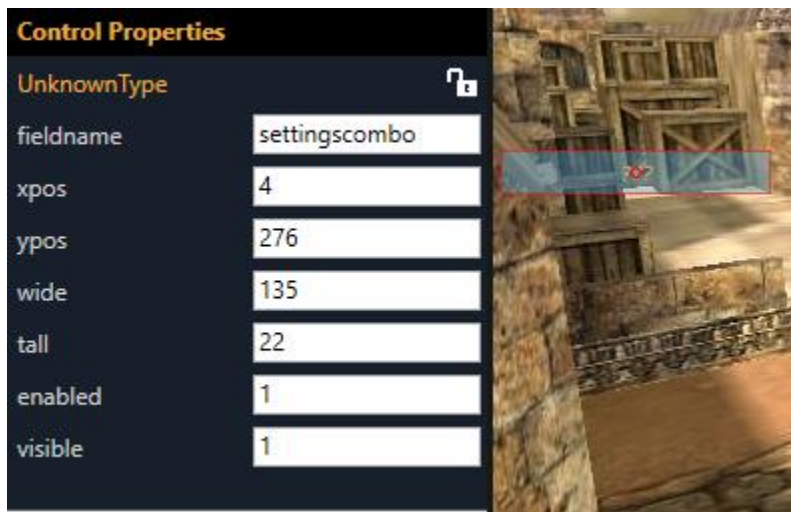 Control Properties
UnknownType
fieldname settingscombo
xpos 4
ypos 276
wide 135
tall 22
enabled 1
visible 1